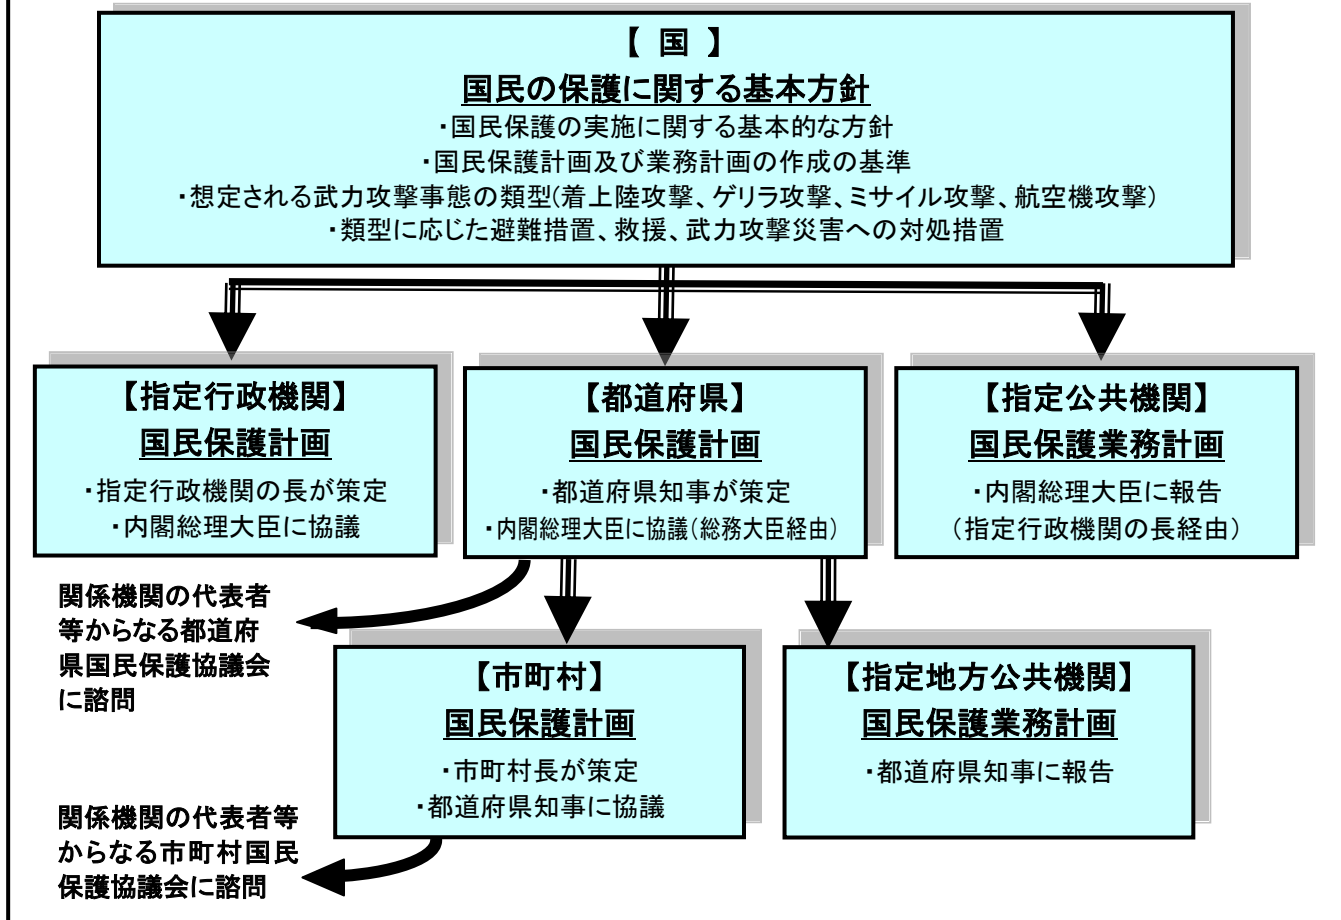 【 国 】
国民の保護に関する基本方針
・国民保護の実施に関する基本的な方針
・国民保護計画及び業務計画の作成の基準
・想定される武力攻撃事態の類型(着上陸攻撃、ゲリラ攻撃、ミサイル攻撃、航空機攻撃)
・類型に応じた避難措置、救援、武力攻撃災害への対処措置
【指定行政機関】
国民保護計画
・指定行政機関の長が策定
・内閣総理大臣に協議
【都道府県】
国民保護計画
・都道府県知事が策定
・内閣総理大臣に協議(総務大臣経由)
【指定公共機関】
国民保護業務計画
・内閣総理大臣に報告
(指定行政機関の長経由)
関係機関の代表者
等からなる都道府
県国民保護協議会
に諮問
【市町村】
国民保護計画
・市町村長が策定
・都道府県知事に協議
【指定地方公共機関】
国民保護業務計画
・都道府県知事に報告
関係機関の代表者等
からなる市町村国民
保護協議会に諮問